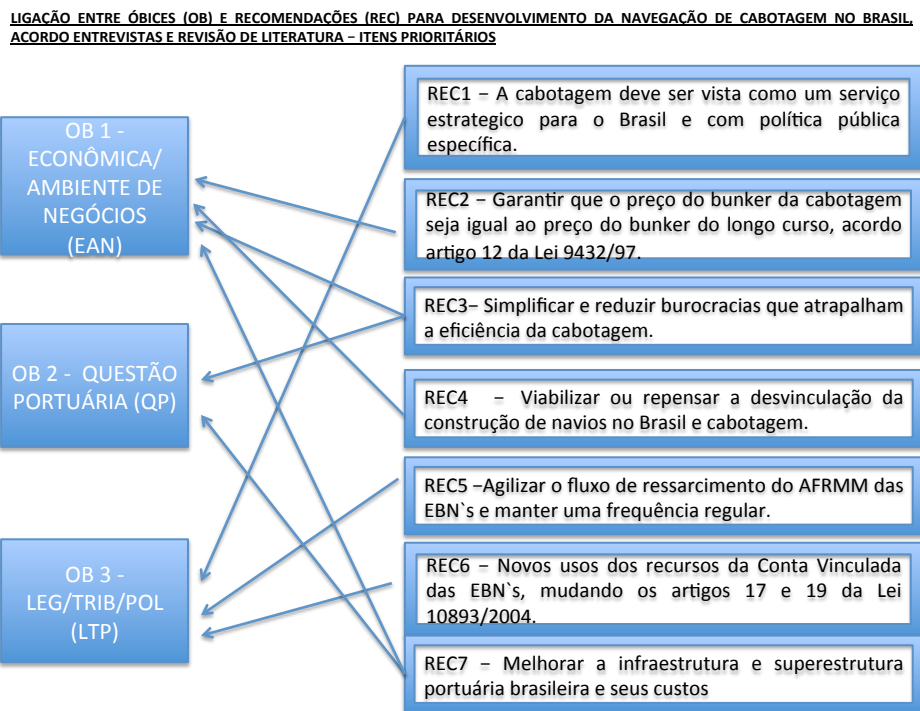 LIGAÇÃO ENTRE ÓBICES (OB) E RECOMENDAÇÕES (REC) PARA DESENVOLVIMENTO DA NAVEGAÇÃO DE CABOTAGEM NO BRASIL,
ACORDO ENTREVISTAS E REVISÃO DE LITERATURA – ITENS PRIORITÁRIOS
OB 1 -
ECONÔMICA/
AMBIENTE DE
NEGÓCIOS
(EAN)
OB 2 - QUESTÃO
PORTUÁRIA (QP)
OB 3 -
LEG/TRIB/POL
(LTP)
REC1 – A cabotagem deve ser vista como um serviço
estrategico para o Brasil e com política pública
específica.
REC2 – Garantir que o preço do bunker da cabotagem
seja igual ao preço do bunker do longo curso, acordo
artigo 12 da Lei 9432/97.
REC3– Simplificar e reduzir burocracias que atrapalham
a eficiência da cabotagem.
REC4 – Viabilizar ou repensar a desvinculação da
construção de navios no Brasil e cabotagem.
REC5 –Agilizar o fluxo de ressarcimento do AFRMM das
EBN`s e manter uma frequência regular.
REC6 – Novos usos dos recursos da Conta Vinculada
das EBN`s, mudando os artigos 17 e 19 da Lei
10893/2004.
REC7 – Melhorar a infraestrutura e superestrutura
portuária brasileira e seus custos